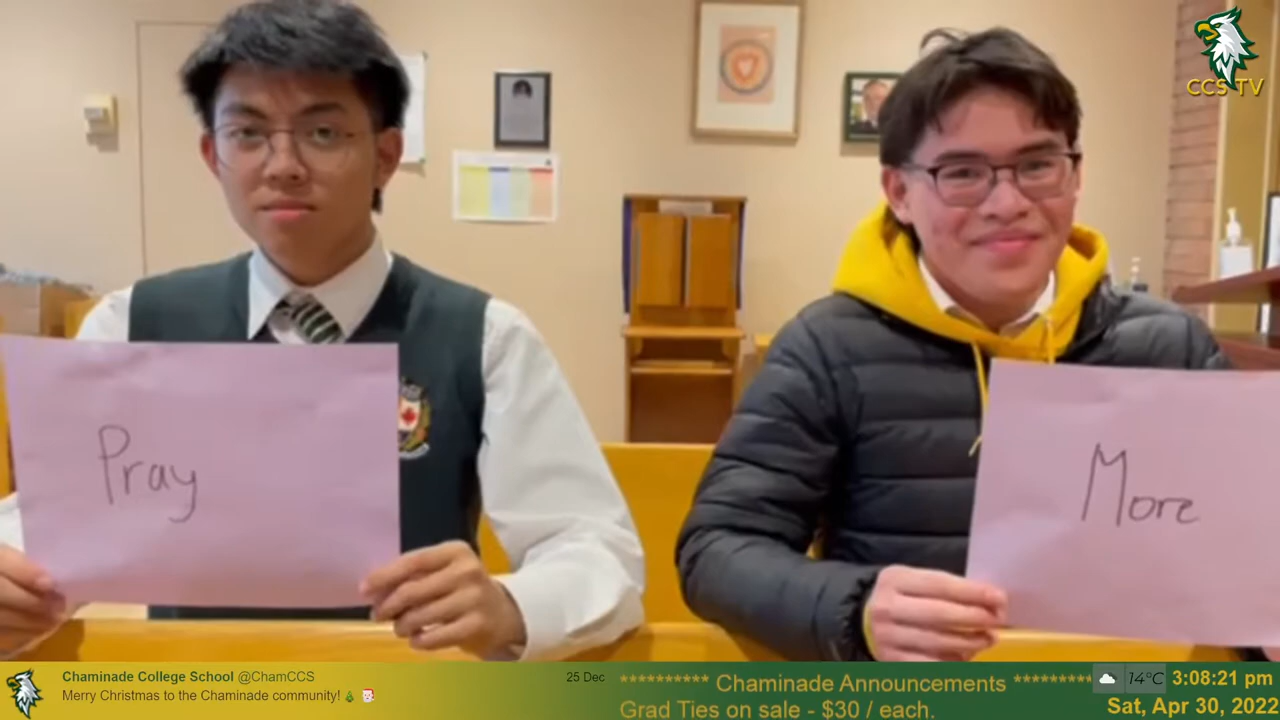 CCS TV
Pray
More
Chaminade College School @ChamCCS
25 Dec
Merry Christmas to the Chaminade community! 🎄 🎅
********** Chaminade Announcements **********
Grad Ties on sale - $30 / each.
14°C
3:08:21 pm
Sat, Apr 30, 2022